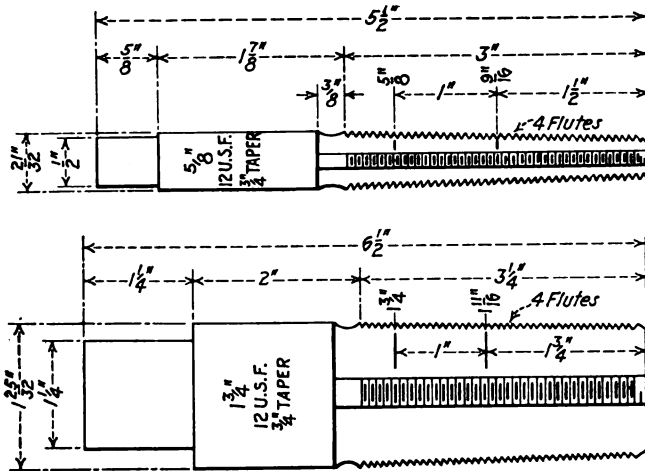 5 1/2"
5/8" 1 7/8" 3"
3/8" 5/8" 1" 9/16" 1 1/2"
4 Flutes
21/32" 1/2"
5/8"
12 U.S.F.
3/4" TAPER
6 1/2"
1 1/4" 2" 3 1/4"
1 3/4" 1 11/16" 4 Flutes
1" 1 3/4"
1 25/32" 1 1/4"
1 3/4"
12 U.S.F.
3/4" TAPER